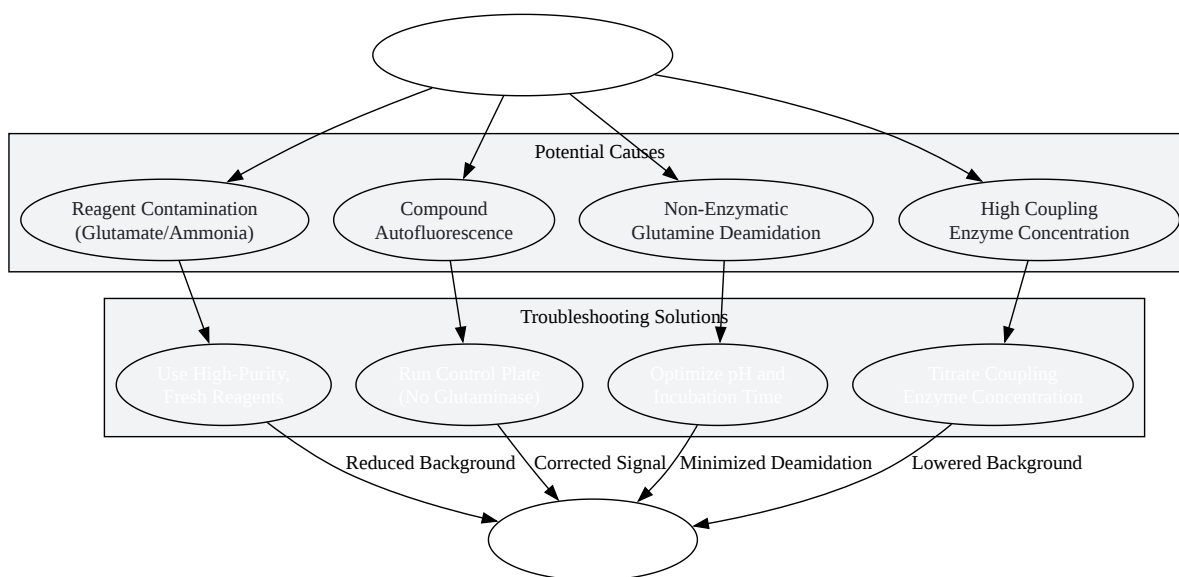 Potential Causes
Reagent Contamination
(Glutamate/Ammonia)
Compound
Autofluorescence
Non-Enzymatic
Glutamine Deamidation
High Coupling
Enzyme Concentration
Troubleshooting Solutions
Use High-Purity,
Fresh Reagents
Run Control Plate
(No Glutaminase)
Optimize pH and
Incubation Time
Titrate Coupling
Enzyme Concentration
Reduced Background
Corrected Signal
Minimized Deamidation
Lowered Background